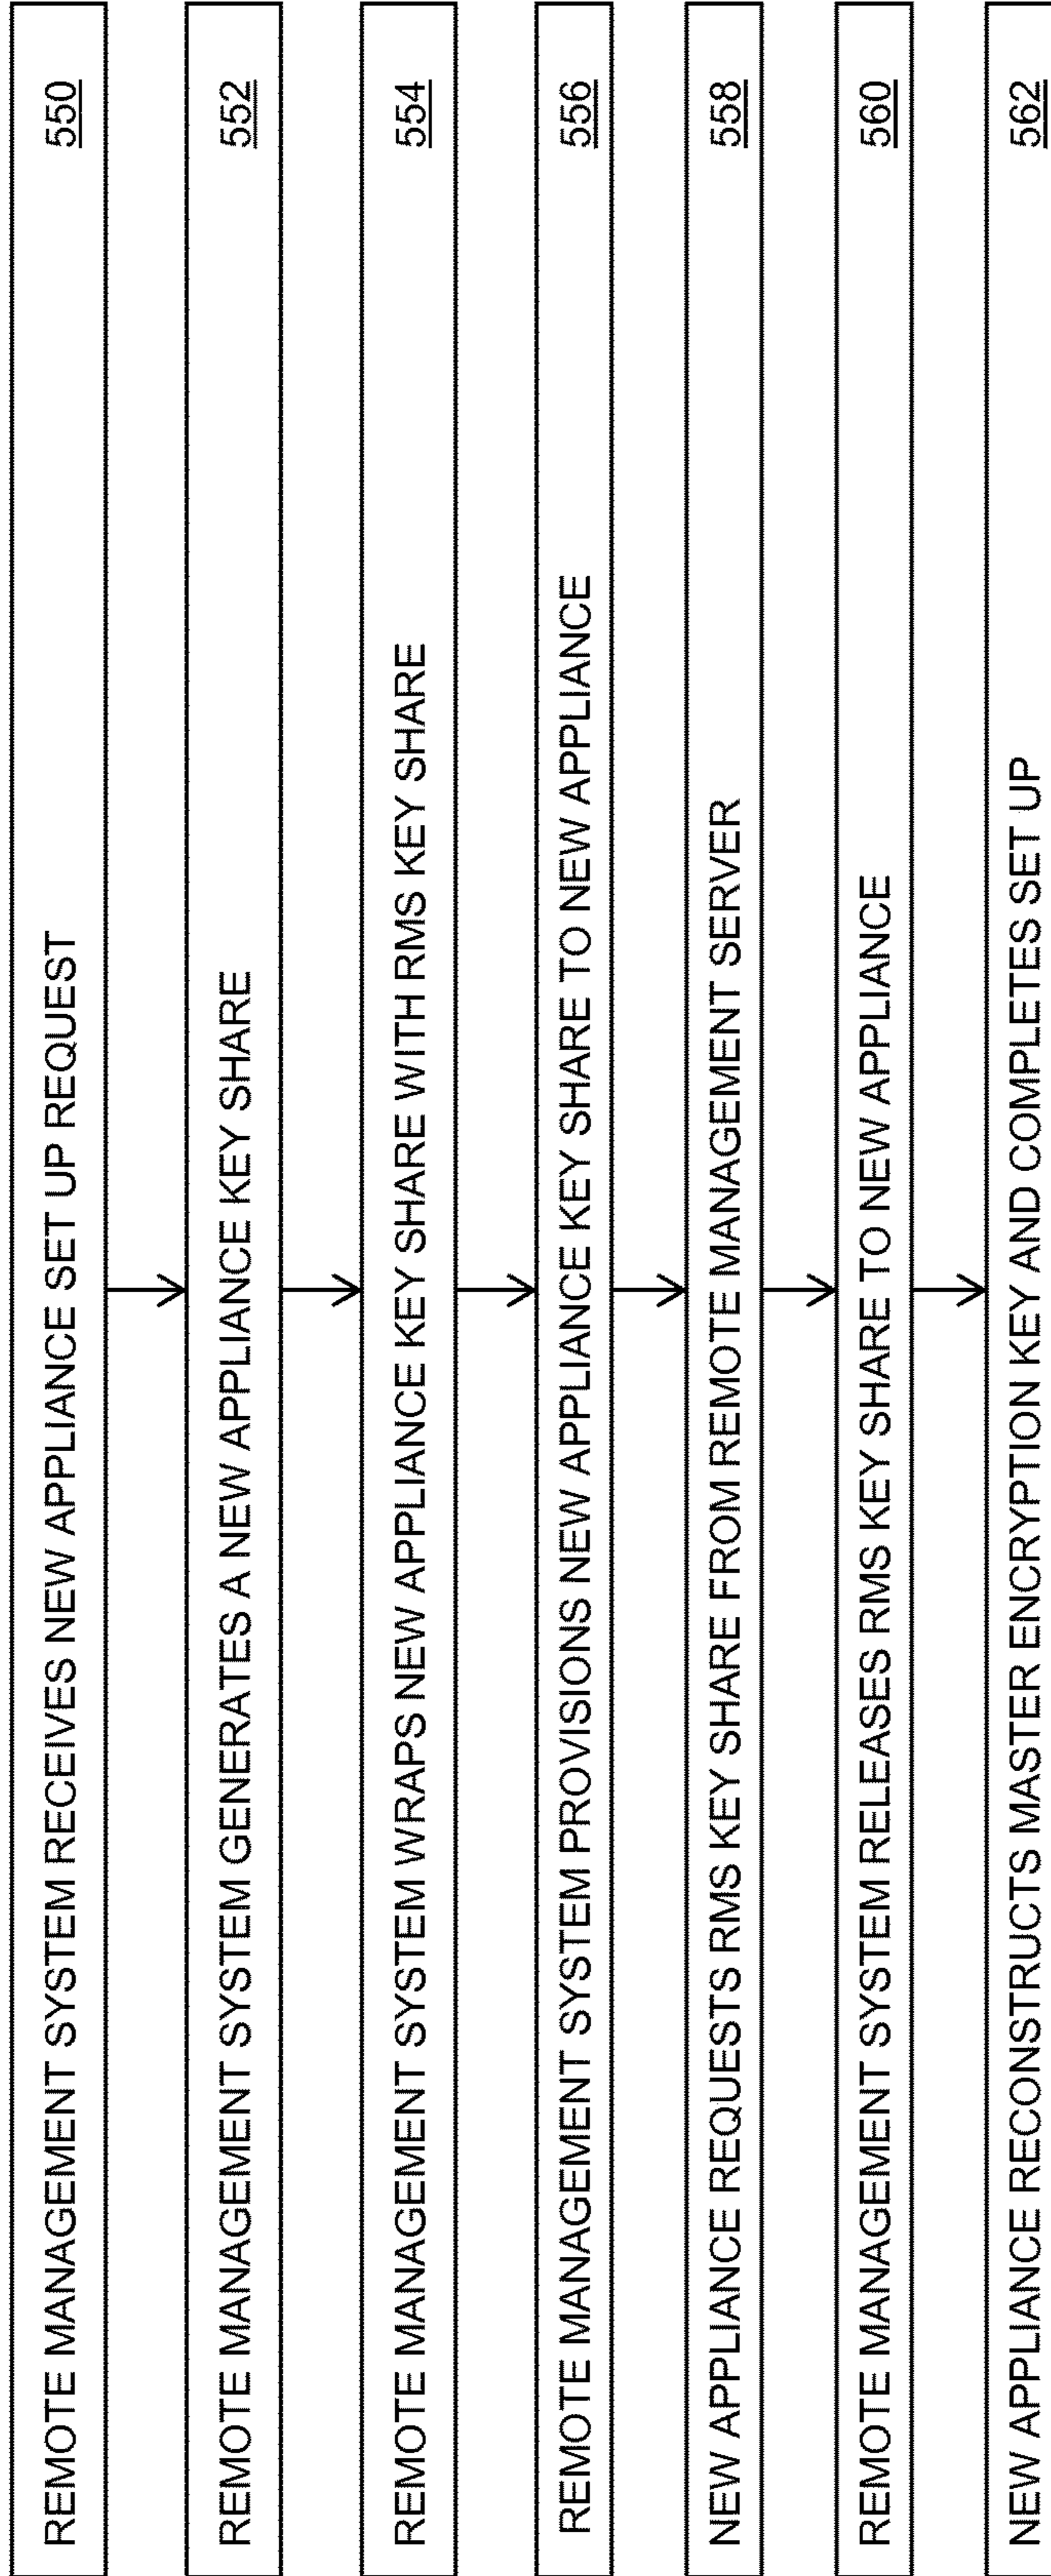 REMOTE MANAGEMENT SYSTEM RECEIVES NEW APPLIANCE SET UP REQUEST 550
REMOTE MANAGEMENT SYSTEM GENERATES A NEW APPLIANCE KEY SHARE 552
REMOTE MANAGEMENT SYSTEM WRAPS NEW APPLIANCE KEY SHARE WITH RMS KEY SHARE 554
REMOTE MANAGEMENT SYSTEM PROVISIONS NEW APPLIANCE KEY SHARE TO NEW APPLIANCE 556
NEW APPLIANCE REQUESTS RMS KEY SHARE FROM REMOTE MANAGEMENT SERVER 558
REMOTE MANAGEMENT SYSTEM RELEASES RMS KEY SHARE TO NEW APPLIANCE 560
NEW APPLIANCE RECONSTRUCTS MASTER ENCRYPTION KEY AND COMPLETES SET UP 562